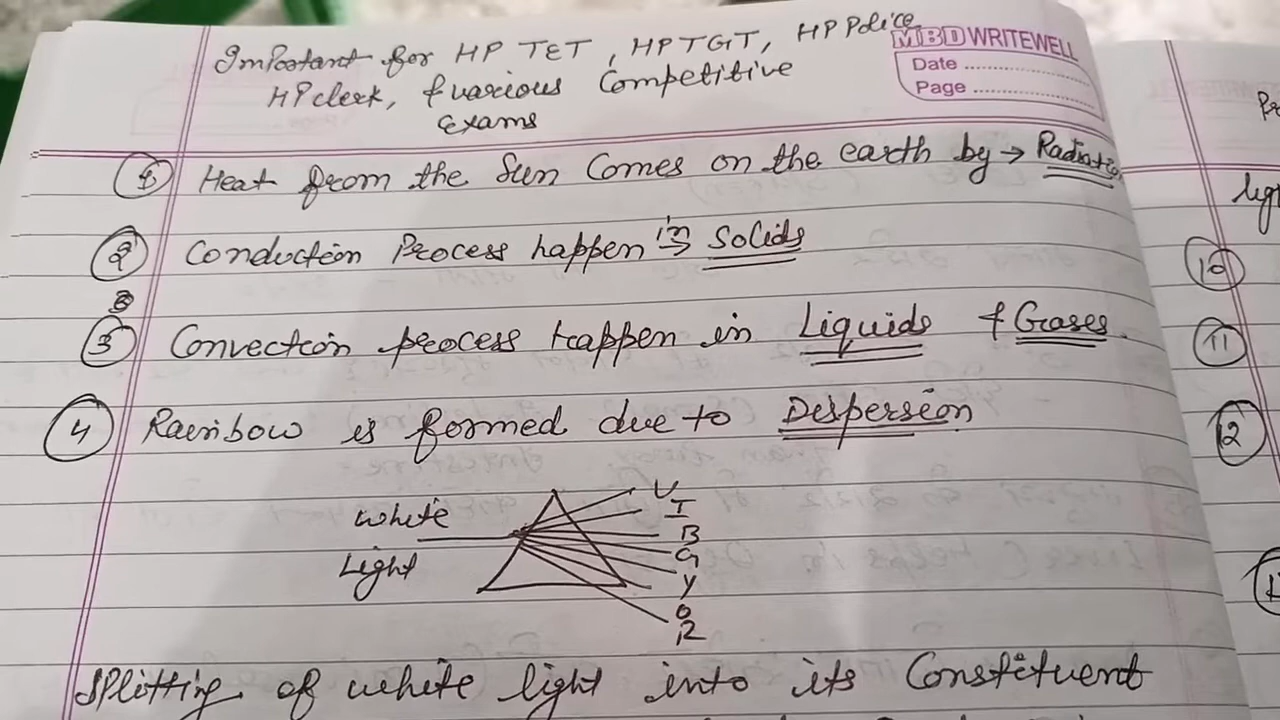 Important for HP TET, HPTGT, HP Police
HP clerk, & various Competitive
exams
MBD WRITEWELL
Date
Page
1 Heat from the Sun Comes on the earth by → Radiatio
2 Conduction Process happen in Solids
3
3 Convection process happen in Liquids & Gases
4 Rainbow is formed due to Dispersion
White
Light
V
I
B
G
Y
O
R
Splitting of white light into its Constituent
10
11
12